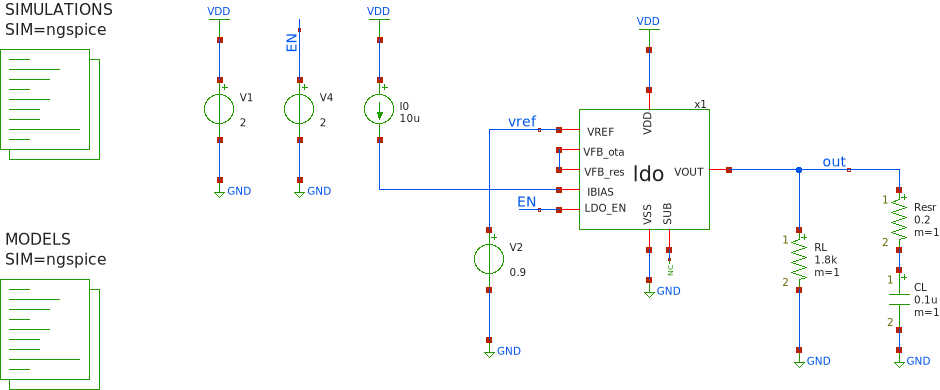 SIMULATIONS
SIM=ngspice
VDD
V1
2
GND
EN
V4
2
GND
VDD
I0
10u
VDD
x1
VDD
vref
VREF
VFB_ota
VFB_res
IBIAS
EN
LDO_EN
ldo
VOUT
VSS
SUB
NC
GND
V2
0.9
GND
out
1
RL
1.8k
m=1
2
GND
1
Resr
0.2
m=1
2
1
CL
0.1u
m=1
2
GND
MODELS
SIM=ngspice